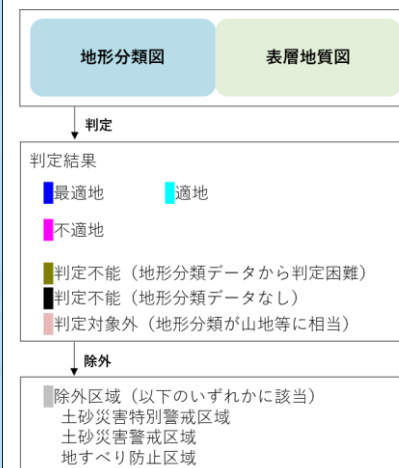 地形分類図 表層地質図
判定
判定結果
最適地 適地
不適地
判定不能（地形分類データから判定困難）
判定不能（地形分類データなし）
判定対象外（地形分類が山地等に相当）
除外
除外区域（以下のいずれかに該当）
土砂災害特別警戒区域
土砂災害警戒区域
地すべり防止区域